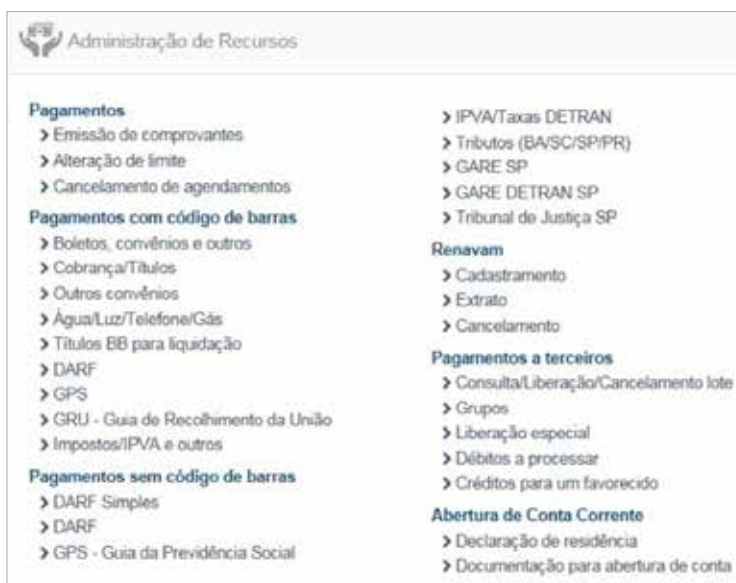 Administração de Recursos
Pagamentos
Emissão de comprovantes
Alteração de limite
Cancelamento de agendamentos
Pagamentos com código de barras
Boletos, convênios e outros
Cobrança/Títulos
Outros convênios
Água/Luz/Telefone/Gás
Títulos BB para liquidação
DARF
GPS
GRU - Guia de Recolhimento da União
Impostos/IPVA e outros
Pagamentos sem código de barras
DARF Simples
DARF
GPS - Guia da Previdência Social
IPVA/Taxas DETRAN
Tributos (BA/SC/SP/PR)
GARE SP
GARE DETRAN SP
Tribunal de Justiça SP
Renavam
Cadastramento
Extrato
Cancelamento
Pagamentos a terceiros
Consulta/Liberação/Cancelamento lote
Grupos
Liberação especial
Débitos a processar
Créditos para um favorecido
Abertura de Conta Corrente
Declaração de residência
Documentação para abertura de conta